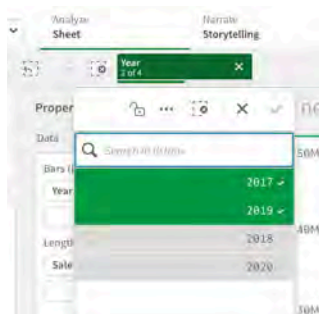 Analyze
Sheet
Narrate
Storytelling
Year
2 of 4
Proper
Data
Search in listbox
Bars (
Year
2017
2019
2018
2020
Length
Sale
50M
40M
30M